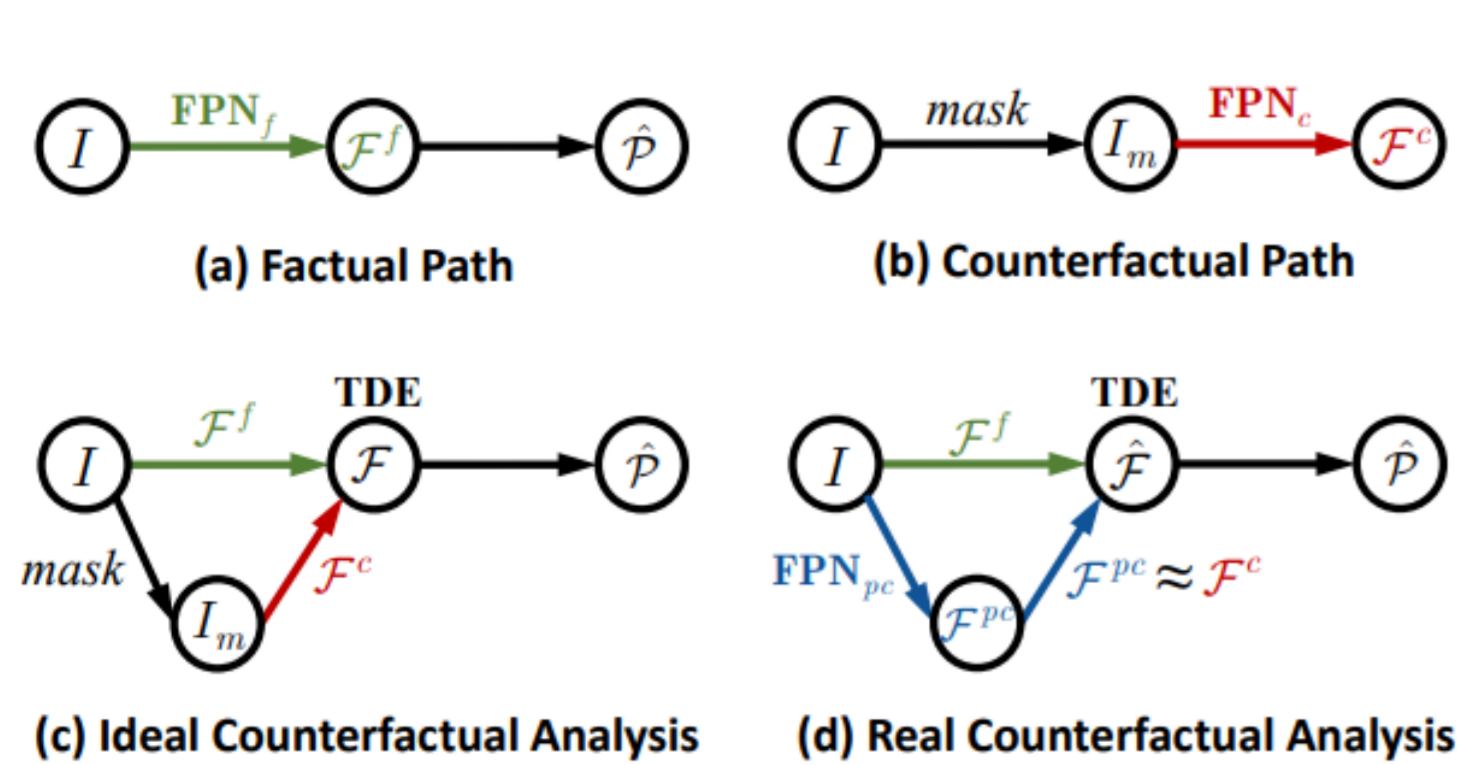 FPN_f
I
ℱ^f
𝒫̂
(a) Factual Path
mask
FPN_c
I
I_m
ℱ^c
(b) Counterfactual Path
TDE
ℱ^f
I
ℱ
𝒫̂
mask
ℱ^c
I_m
(c) Ideal Counterfactual Analysis
TDE
ℱ^f
I
ℱ̂
𝒫̂
FPN_pc
ℱ^pc ≈ ℱ^c
ℱ^pc
(d) Real Counterfactual Analysis